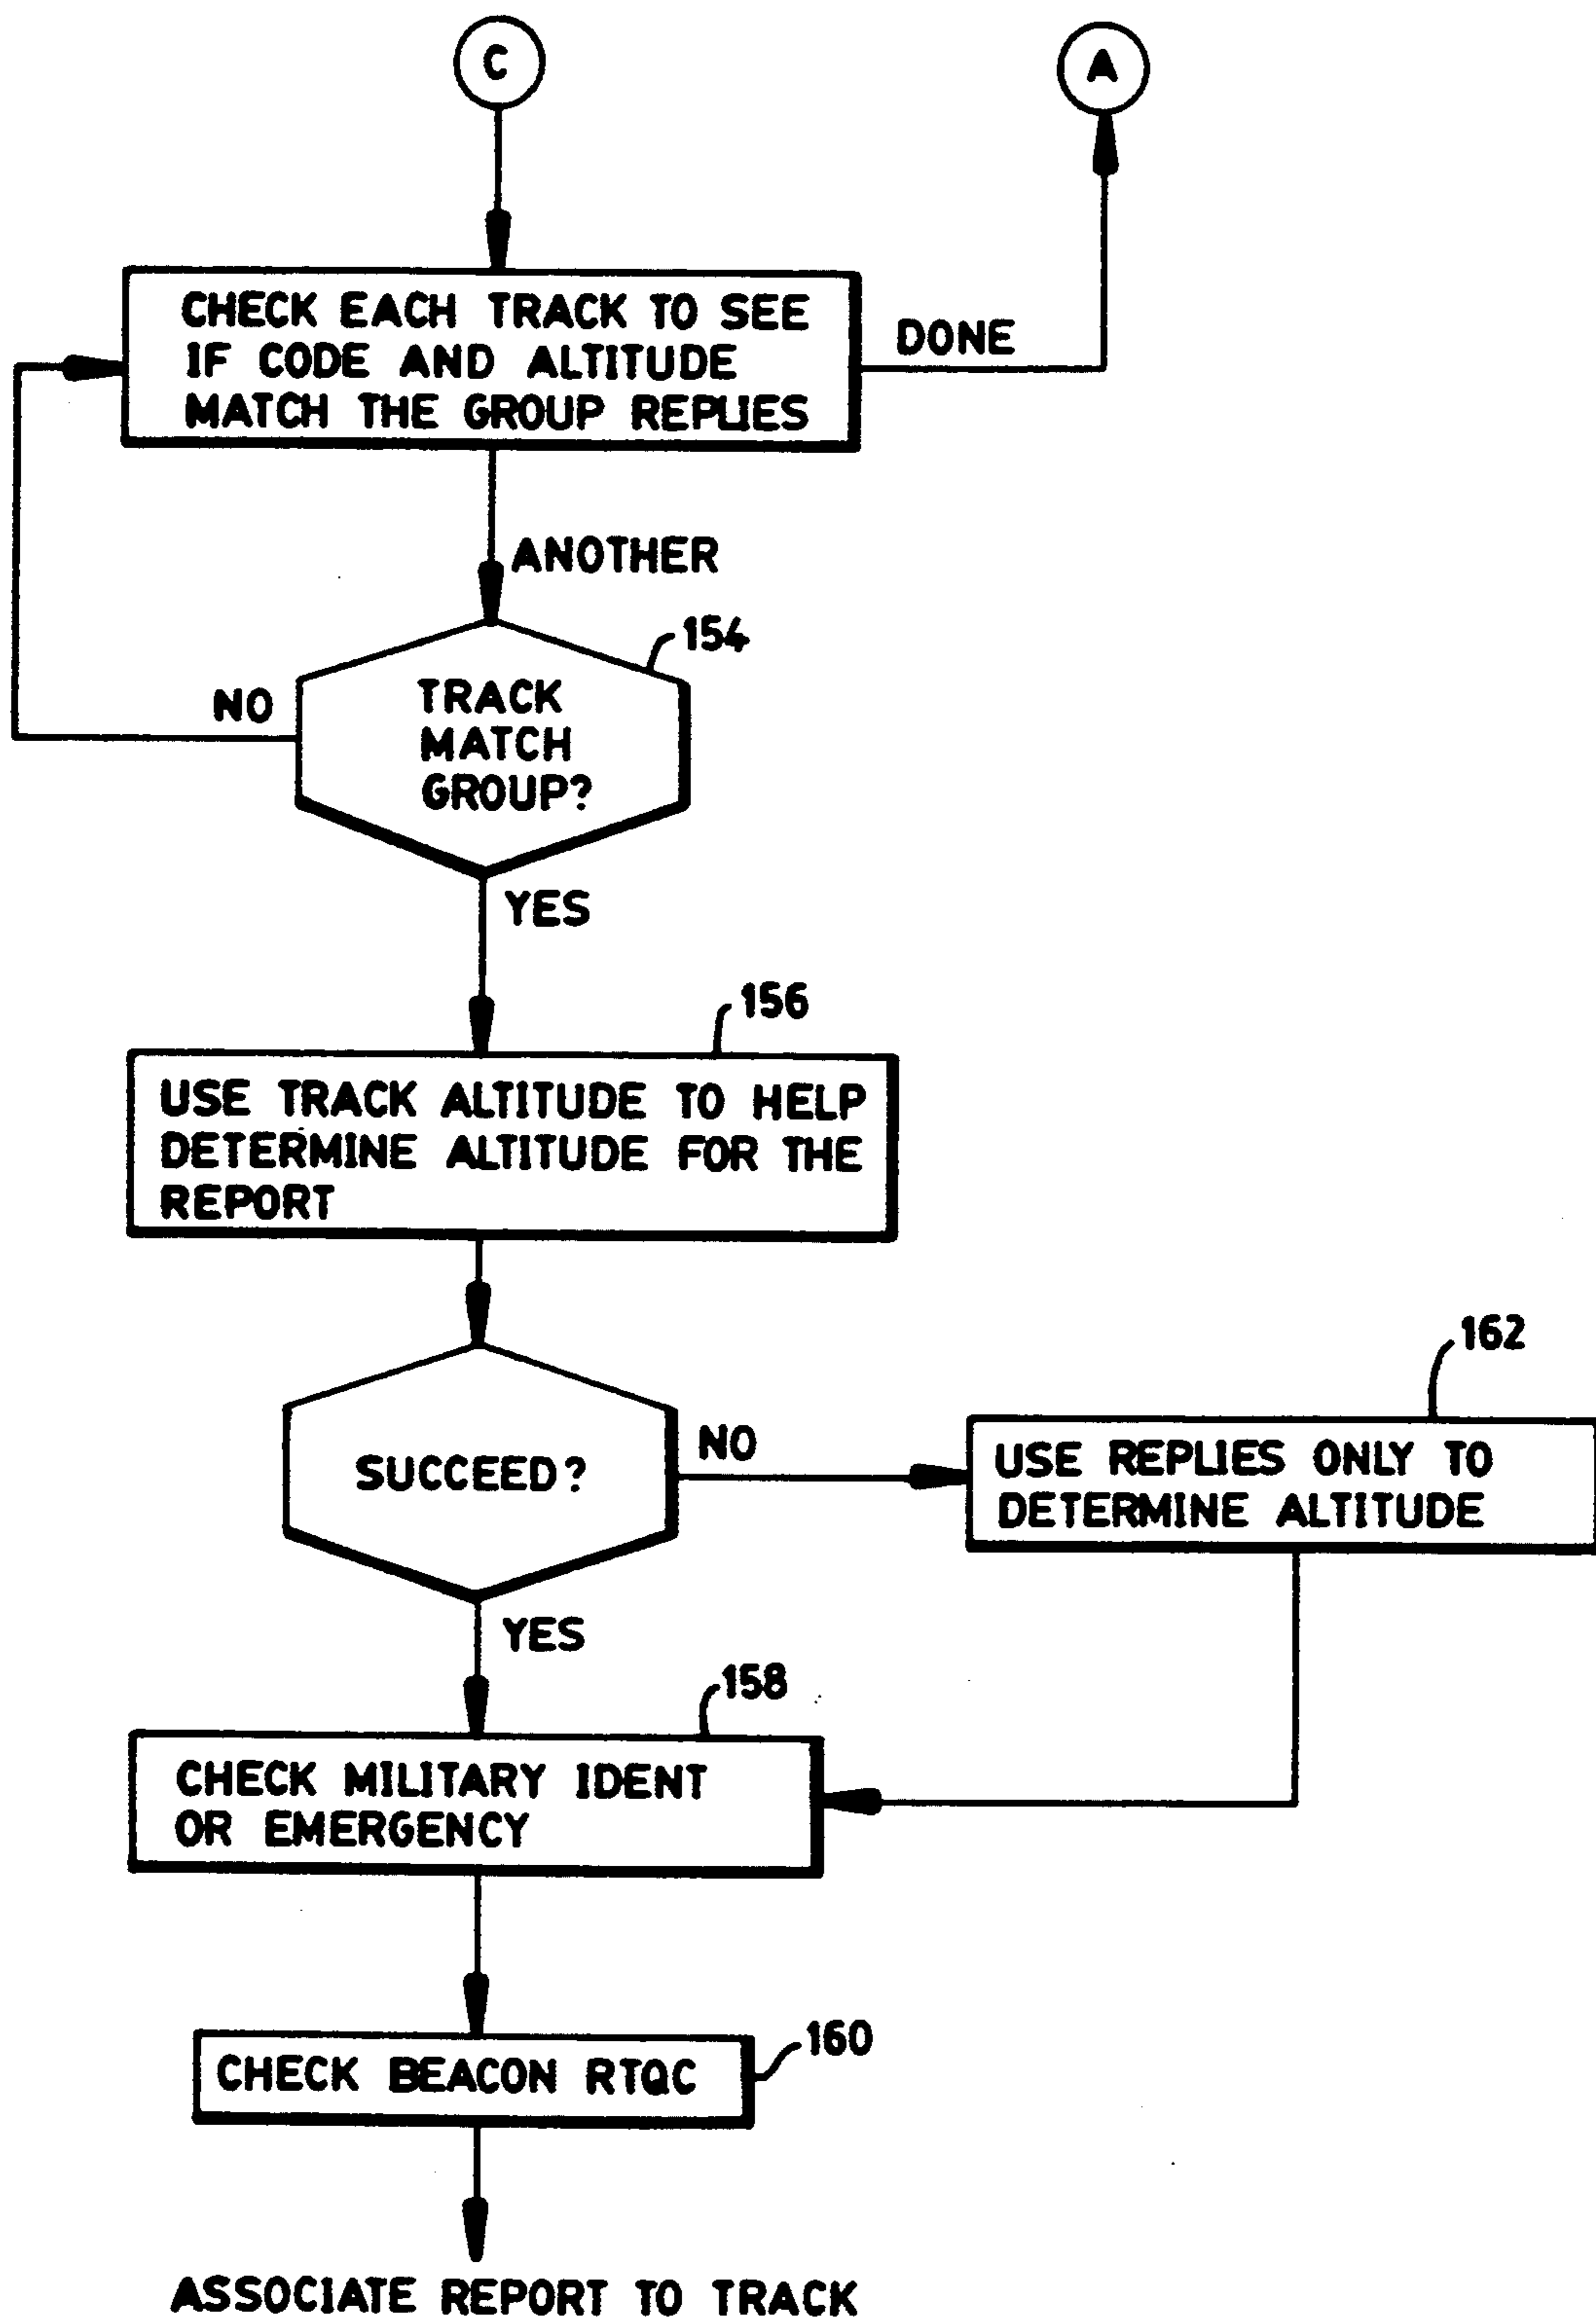 C
A
CHECK EACH TRACK TO SEE
IF CODE AND ALTITUDE
MATCH THE GROUP REPLIES
DONE
ANOTHER
154
NO
TRACK
MATCH
GROUP?
YES
156
USE TRACK ALTITUDE TO HELP
DETERMINE ALTITUDE FOR THE
REPORT
162
SUCCEED?
NO
USE REPLIES ONLY TO
DETERMINE ALTITUDE
YES
158
CHECK MILITARY IDENT
OR EMERGENCY
160
CHECK BEACON RTQC
ASSOCIATE REPORT TO TRACK